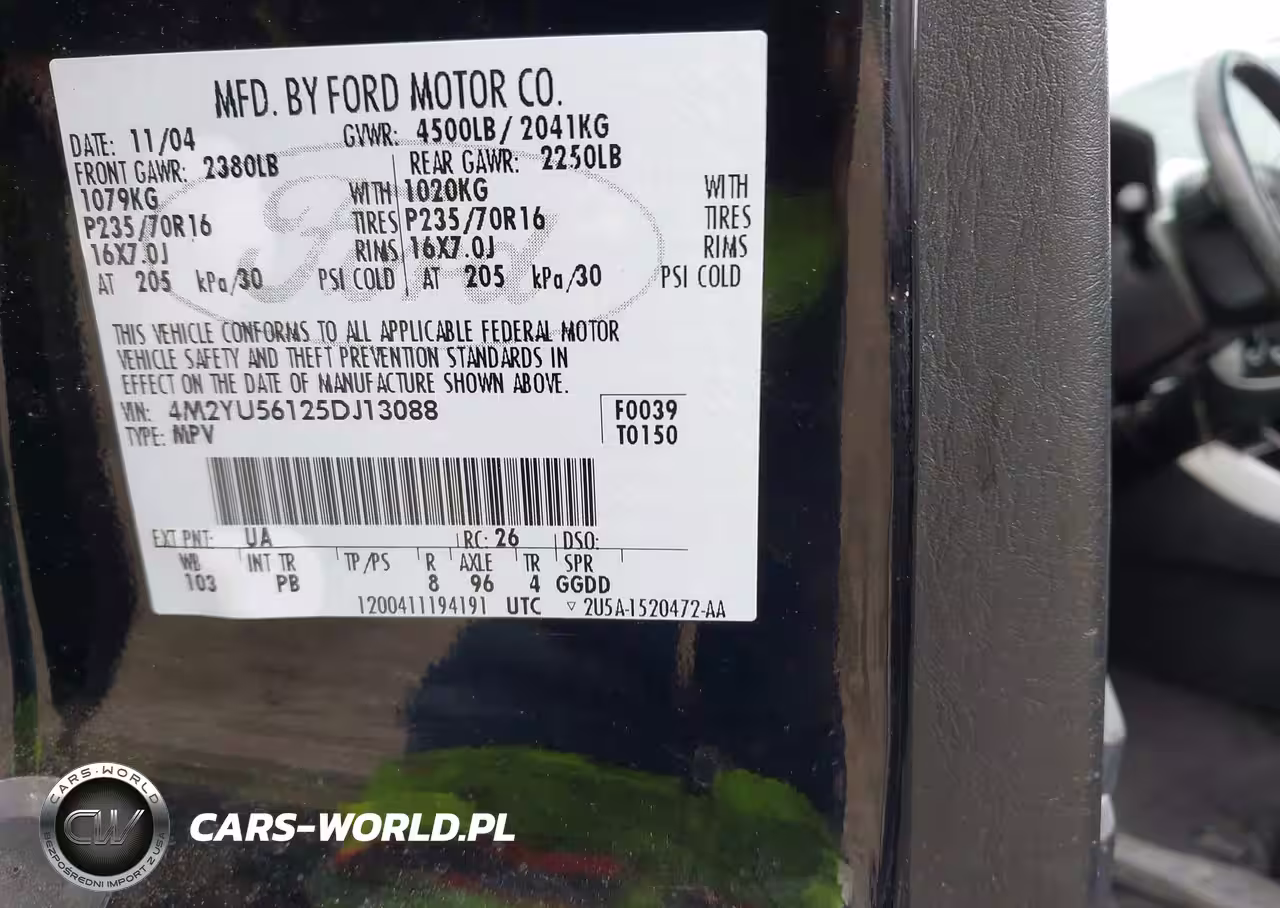 MFD. BY FORD MOTOR CO.
DATE: 11/04 GVWR: 4500LB / 2041KG
FRONT GAWR: 2380LB REAR GAWR: 2250LB
1079KG WITH 1020KG WITH
P235/70R16 TIRES P235/70R16 TIRES
16X7.0J RIMS 16X7.0J RIMS
AT 205 kPa/30 PSI COLD AT 205 kPa/30 PSI COLD
Ford
THIS VEHICLE CONFORMS TO ALL APPLICABLE FEDERAL MOTOR
VEHICLE SAFETY AND THEFT PREVENTION STANDARDS IN
EFFECT ON THE DATE OF MANUFACTURE SHOWN ABOVE.
VIN: 4M2YU56125DJ13088 F0039
TYPE: MPV T0150
EXT PNT: UA RC: 26 DSO:
WB INT TR TP/PS R AXLE TR SPR
103 PB 8 96 4 GGDD
1200411194191 UTC ▽ 2U5A-1520472-AA
CARS-WORLD
CW
BEZPOŚREDNI IMPORT Z USA
CARS-WORLD.PL